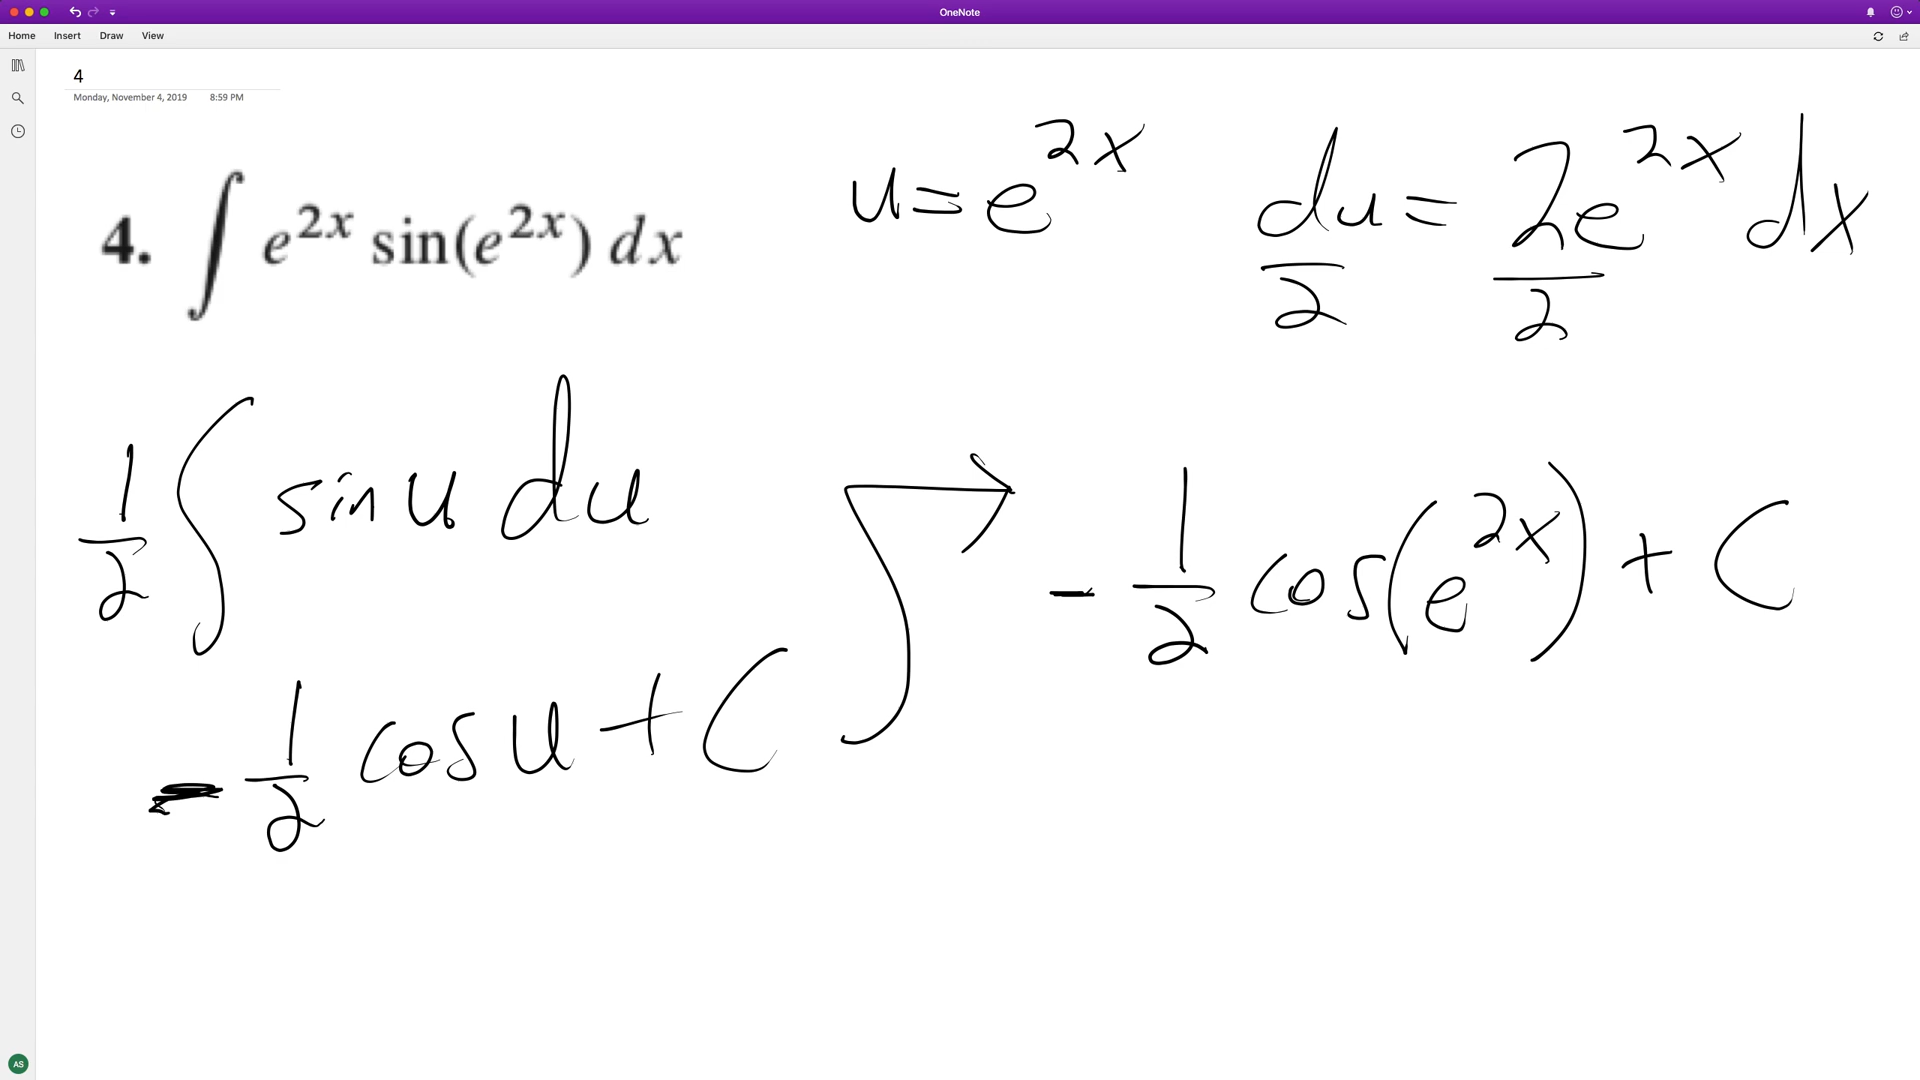 OneNote
Home Insert Draw View
4
Monday, November 4, 2019 8:59 PM
4. ∫ e^{2x} sin(e^{2x}) dx
u = e^{2x}
du/2 = 2e^{2x}/2 dx
1/2 ∫ sin u du
-1/2 cos u + C
→ -1/2 cos(e^{2x}) + C
AS